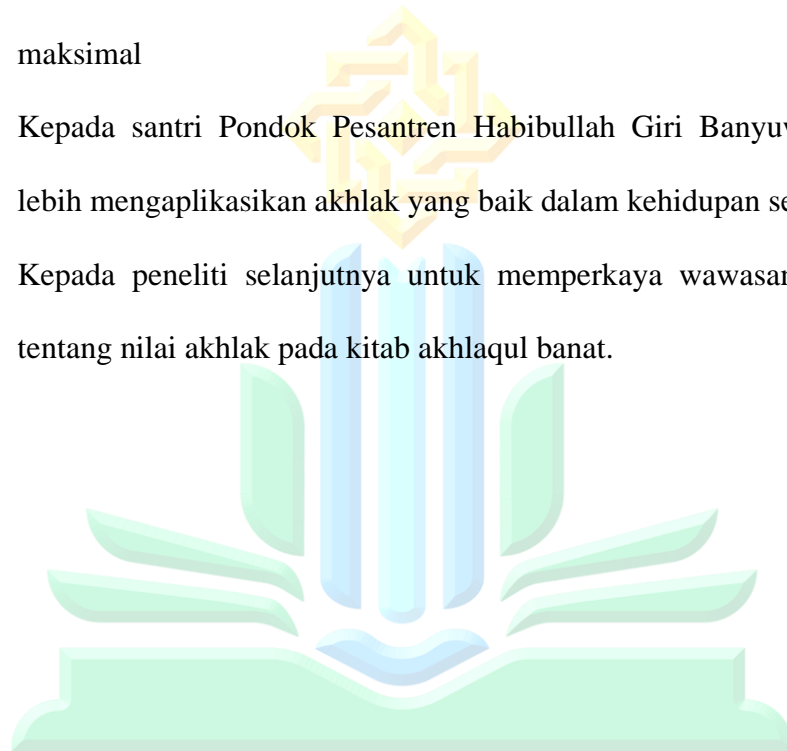 maksimal
Kepada santri Pondok Pesantren Habibullah Giri
lebih mengaplikasikan akhlak yang baik dalam kehidupan
Kepada peneliti selanjutnya untuk memperkaya wawasan
tentang nilai akhlak pada kitab akhlaqul banat.